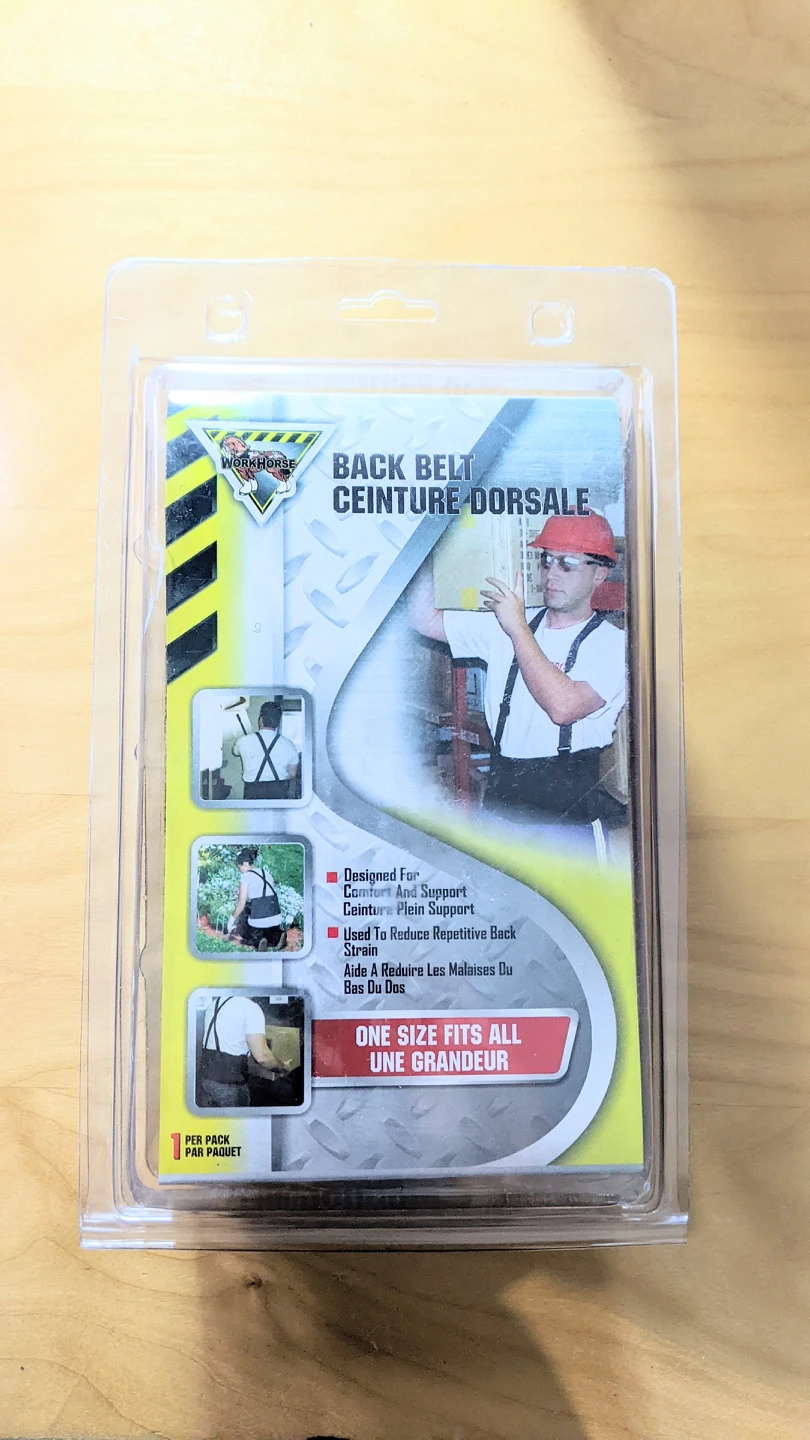 WORKHORSE
BACK BELT
CEINTURE DORSALE
Designed For
Comfort And Support
Ceinture Plein Support
Used To Reduce Repetitive Back
Strain
Aide A Reduire Les Malaises Du
Bas Du Dos
ONE SIZE FITS ALL
UNE GRANDEUR
1 PER PACK
PAR PAQUET